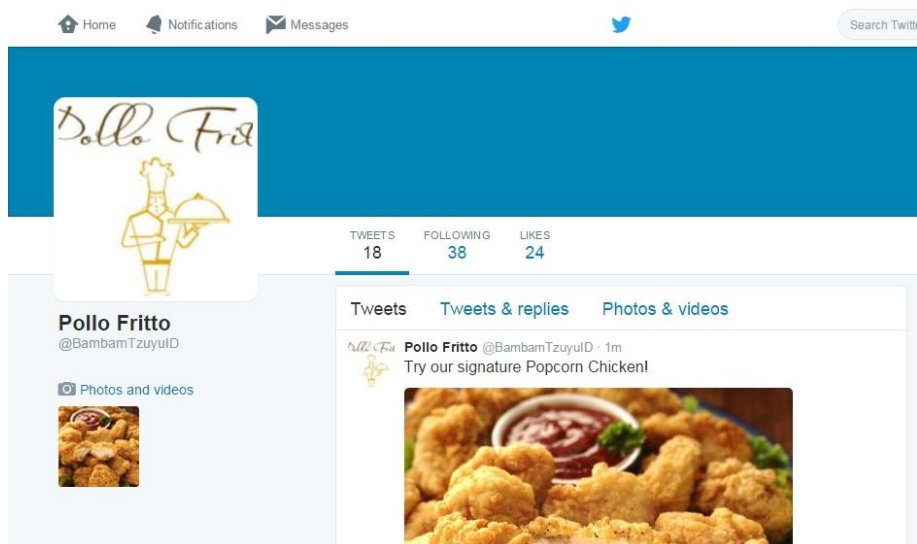 Home Notifications Messages Search Twitt
Pollo Frit
TWEETS FOLLOWING LIKES
18 38 24
Tweets Tweets & replies Photos & videos
Pollo Fritto
@BambamTzuyuID
Pollo Fritto @BambamTzuyuID · 1m
Try our signature Popcorn Chicken!
Photos and videos